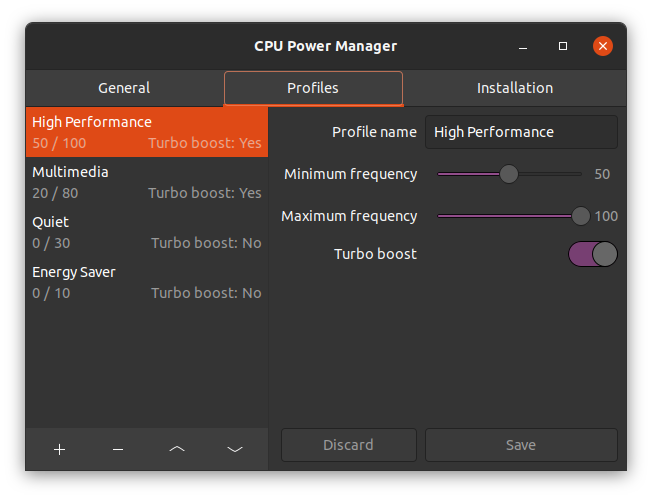 CPU Power Manager
General Profiles Installation
High Performance
50 / 100 Turbo boost: Yes
Multimedia
20 / 80 Turbo boost: Yes
Quiet
0 / 30 Turbo boost: No
Energy Saver
0 / 10 Turbo boost: No
Profile name High Performance
Minimum frequency 50
Maximum frequency 100
Turbo boost
Discard Save